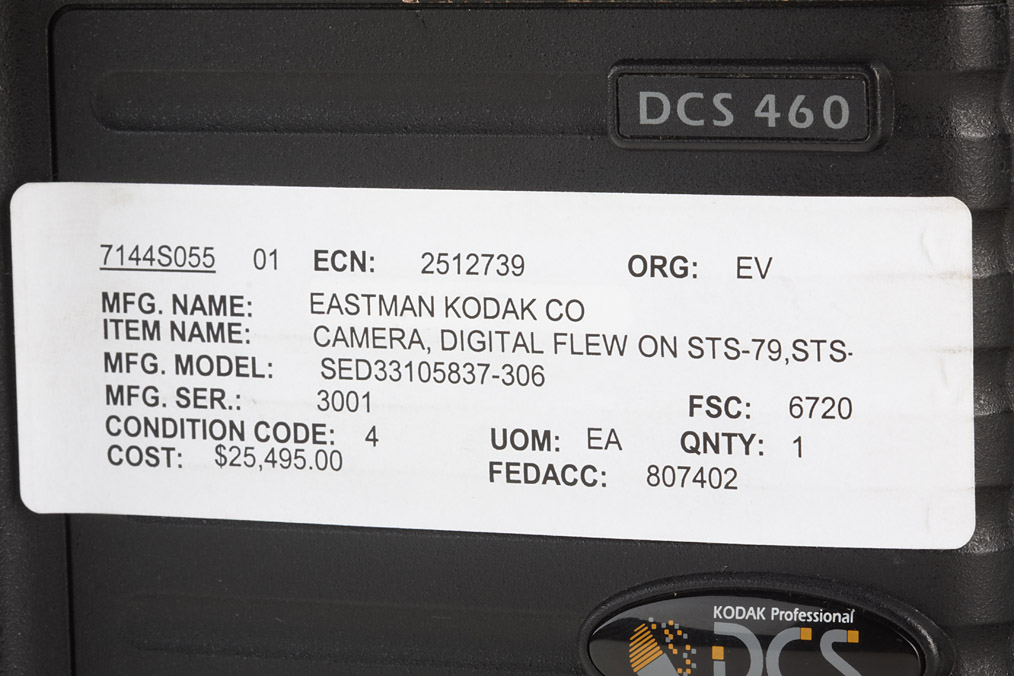 DCS 460
7144S055 01 ECN: 2512739 ORG: EV
MFG. NAME: EASTMAN KODAK CO
ITEM NAME: CAMERA, DIGITAL FLEW ON STS-79,STS-
MFG. MODEL: SED33105837-306
MFG. SER.: 3001 FSC: 6720
CONDITION CODE: 4 UOM: EA QNTY: 1
COST: $25,495.00 FEDACC: 807402
KODAK Professional
DCS